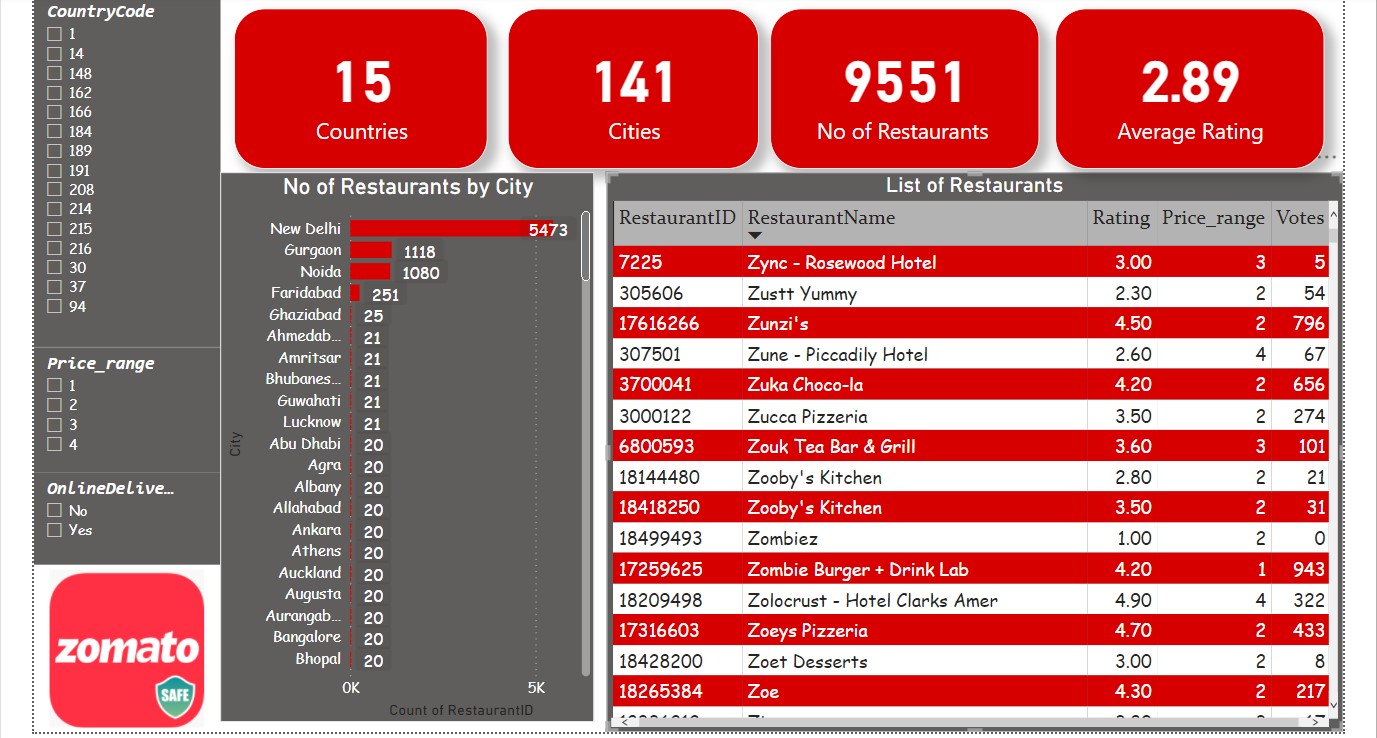 CountryCode
1
14
148
162
166
184
189
191
208
214
215
216
30
37
94
Price_range
1
2
3
4
OnlineDelive...
No
Yes
zomato
SAFE
15
Countries
141
Cities
9551
No of Restaurants
2.89
Average Rating
...
No of Restaurants by City
New Delhi 5473
Gurgaon 1118
Noida 1080
Faridabad 251
Ghaziabad 25
Ahmedab... 21
Amritsar 21
Bhubanes... 21
Guwahati 21
Lucknow 21
Abu Dhabi 20
Agra 20
Albany 20
Allahabad 20
Ankara 20
Athens 20
Auckland 20
Augusta 20
Aurangab... 20
Bangalore 20
Bhopal 20
City
0K 5K
Count of RestaurantID
List of Restaurants
RestaurantID RestaurantName Rating Price_range Votes
7225 Zync - Rosewood Hotel 3.00 3 5
305606 Zustt Yummy 2.30 2 54
17616266 Zunzi's 4.50 2 796
307501 Zune - Piccadily Hotel 2.60 4 67
3700041 Zuka Choco-la 4.20 2 656
3000122 Zucca Pizzeria 3.50 2 274
6800593 Zouk Tea Bar & Grill 3.60 3 101
18144480 Zooby's Kitchen 2.80 2 21
18418250 Zooby's Kitchen 3.50 2 31
18499493 Zombiez 1.00 2 0
17259625 Zombie Burger + Drink Lab 4.20 1 943
18209498 Zolocrust - Hotel Clarks Amer 4.90 4 322
17316603 Zoeys Pizzeria 4.70 2 433
18428200 Zoet Desserts 3.00 2 8
18265384 Zoe 4.30 2 217